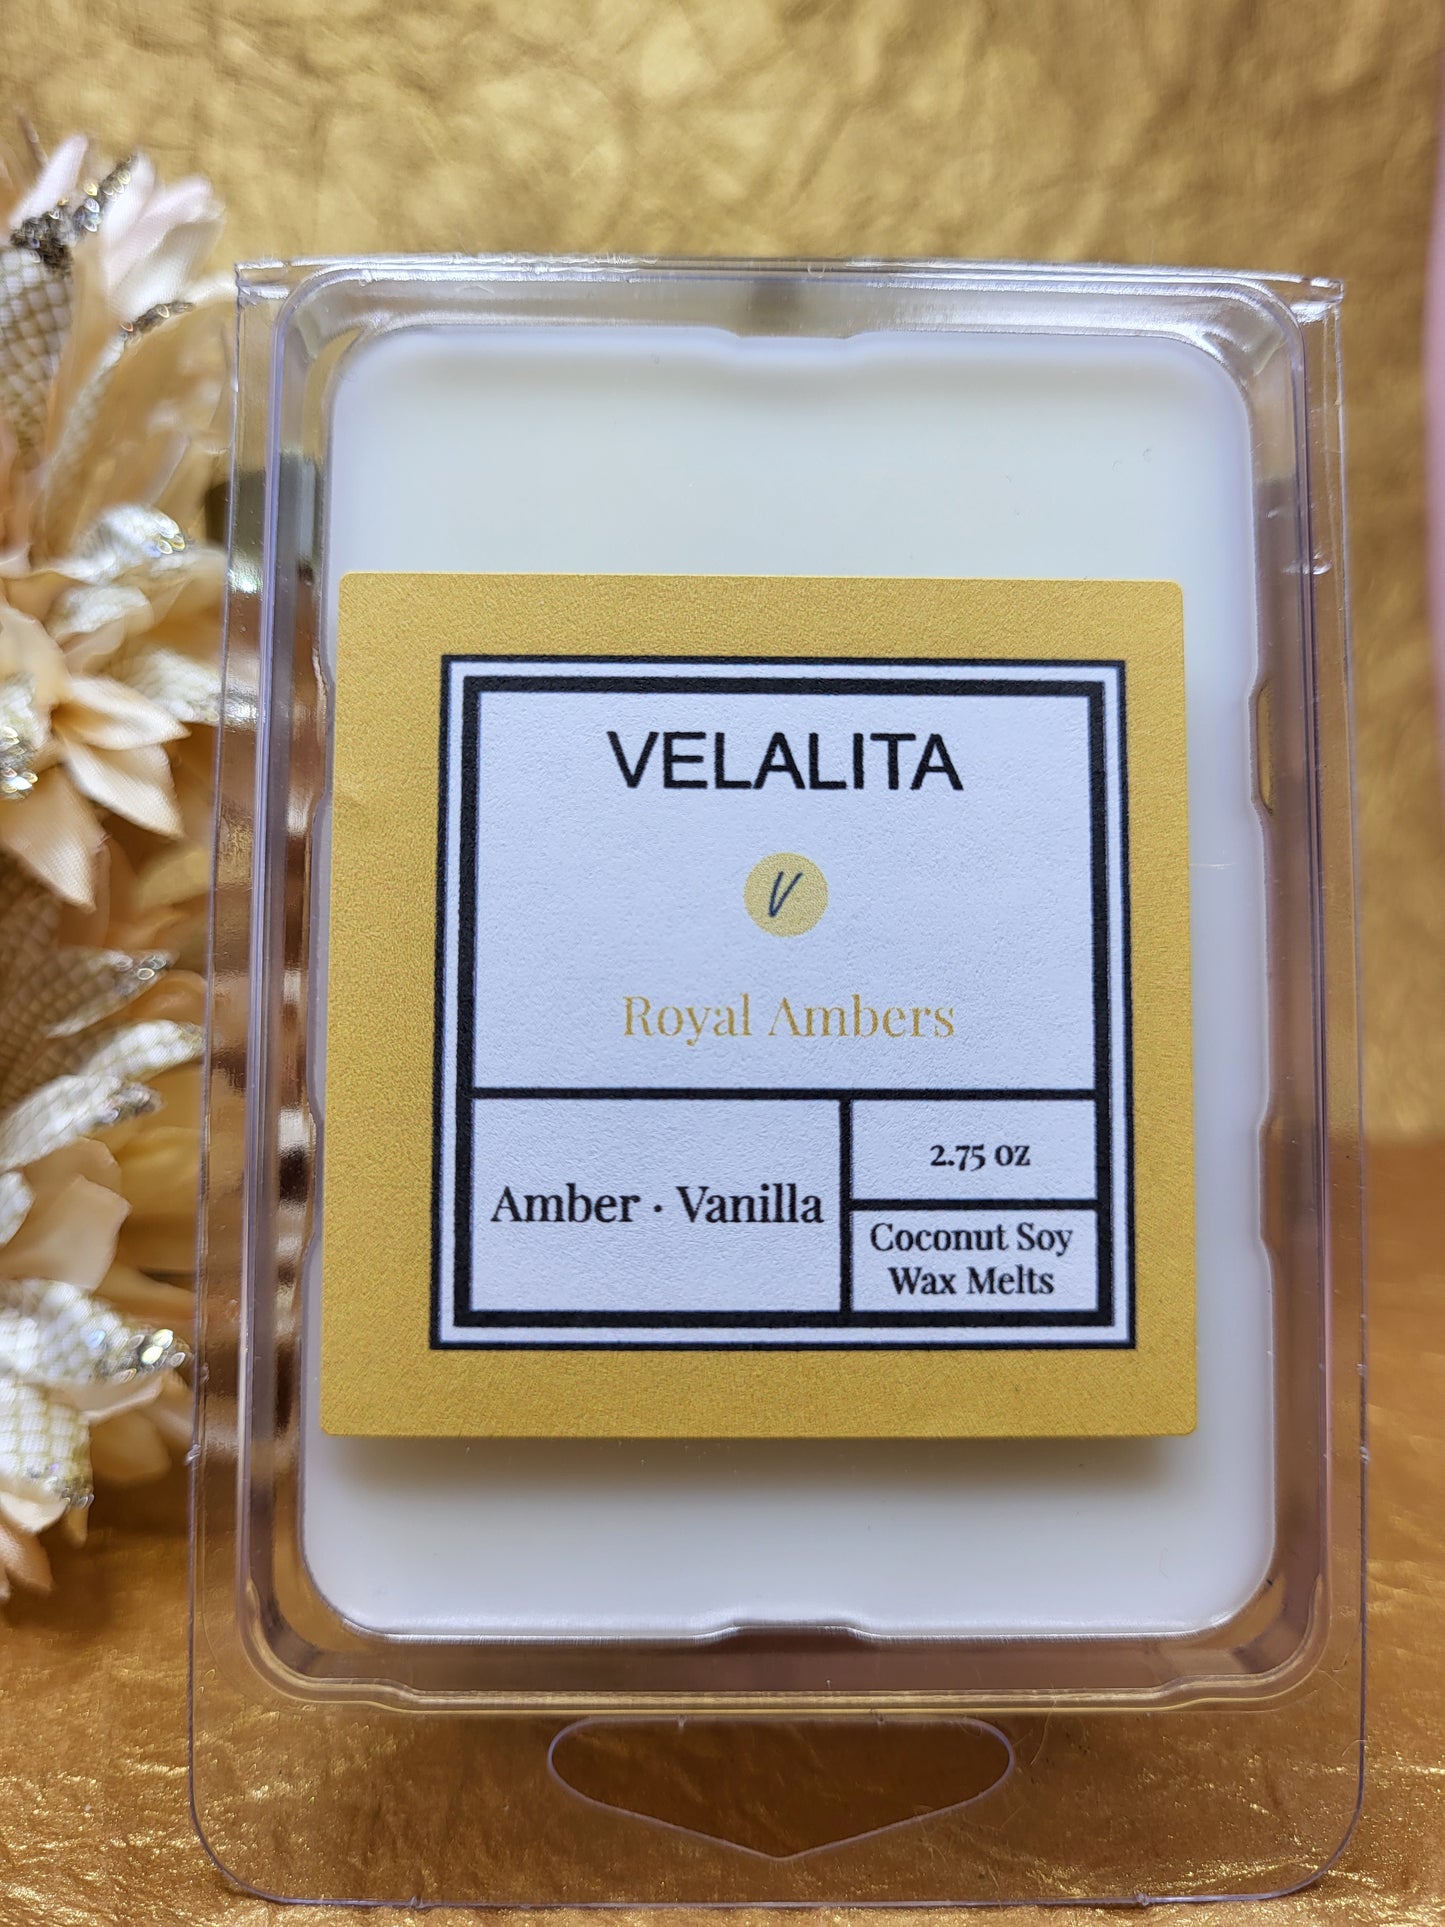 VELALITA
V
Royal Ambers
Amber · Vanilla
2.75 oz
Coconut Soy
Wax Melts